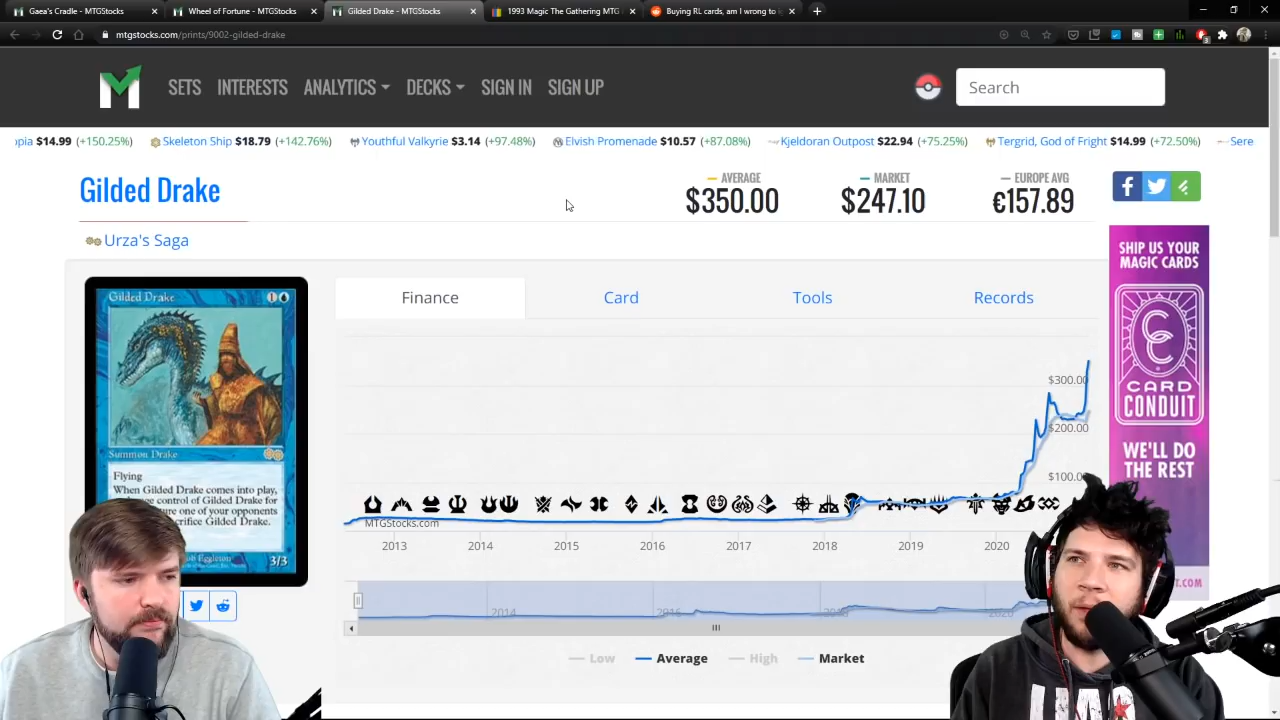 Gaea's Cradle - MTGStocks
Wheel of Fortune - MTGStocks
Gilded Drake - MTGStocks
1993 Magic The Gathering MTG
Buying RL cards, am I wrong to
mtgstocks.com/prints/9002-gilded-drake
SETS INTERESTS ANALYTICS DECKS SIGN IN SIGN UP
Search
opia $14.99 (+150.25%) Skeleton Ship $18.79 (+142.76%) Youthful Valkyrie $3.14 (+97.48%) Elvish Promenade $10.57 (+87.08%) Kjeldoran Outpost $22.94 (+75.25%) Tergrid, God of Fright $14.99 (+72.50%) Sere
Gilded Drake
AVERAGE
$350.00
MARKET
$247.10
EUROPE AVG
€157.89
Urza's Saga
Gilded Drake 1
Summon Drake
Flying
When Gilded Drake comes into play,
control of Gilded Drake for
one of your opponents
sacrifice Gilded Drake.
3/3
Finance Card Tools Records
$300.00
$200.00
$100.00
MTGStocks.com
2013 2014 2015 2016 2017 2018 2019 2020
2014 2016 2018 2020
Low Average High Market
SHIP US YOUR
MAGIC CARDS
CARD
CONDUIT
WE'LL DO
THE REST